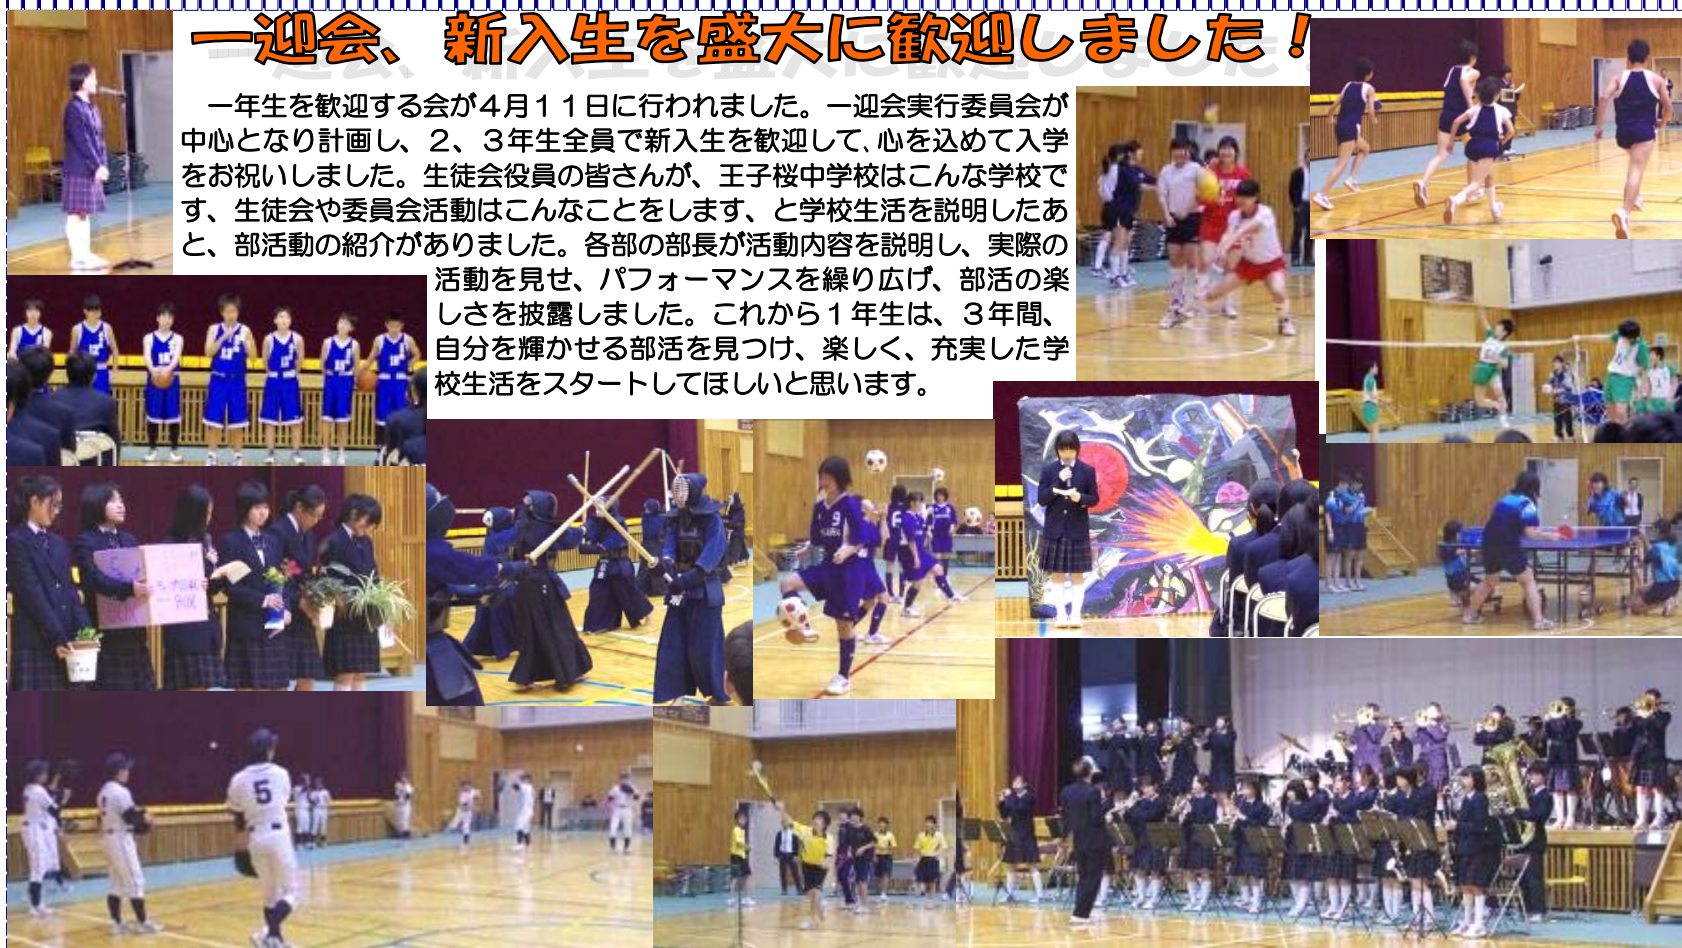 一迎会、新入生を盛大に歓迎しました！
一年生を歓迎する会が４月１１日に行われました。一迎会実行委員会が
中心となり計画し、２、３年生全員で新入生を歓迎して、心を込めて入学
をお祝いしました。生徒会役員の皆さんが、王子桜中学校はこんな学校で
す、生徒会や委員会活動はこんなことをします、と学校生活を説明したあ
と、部活動の紹介がありました。各部の部長が活動内容を説明し、実際の
活動を見せ、パフォーマンスを繰り広げ、部活の楽
しさを披露しました。これから１年生は、３年間、
自分を輝かせる部活を見つけ、楽しく、充実した学
校生活をスタートしてほしいと思います。
9
5